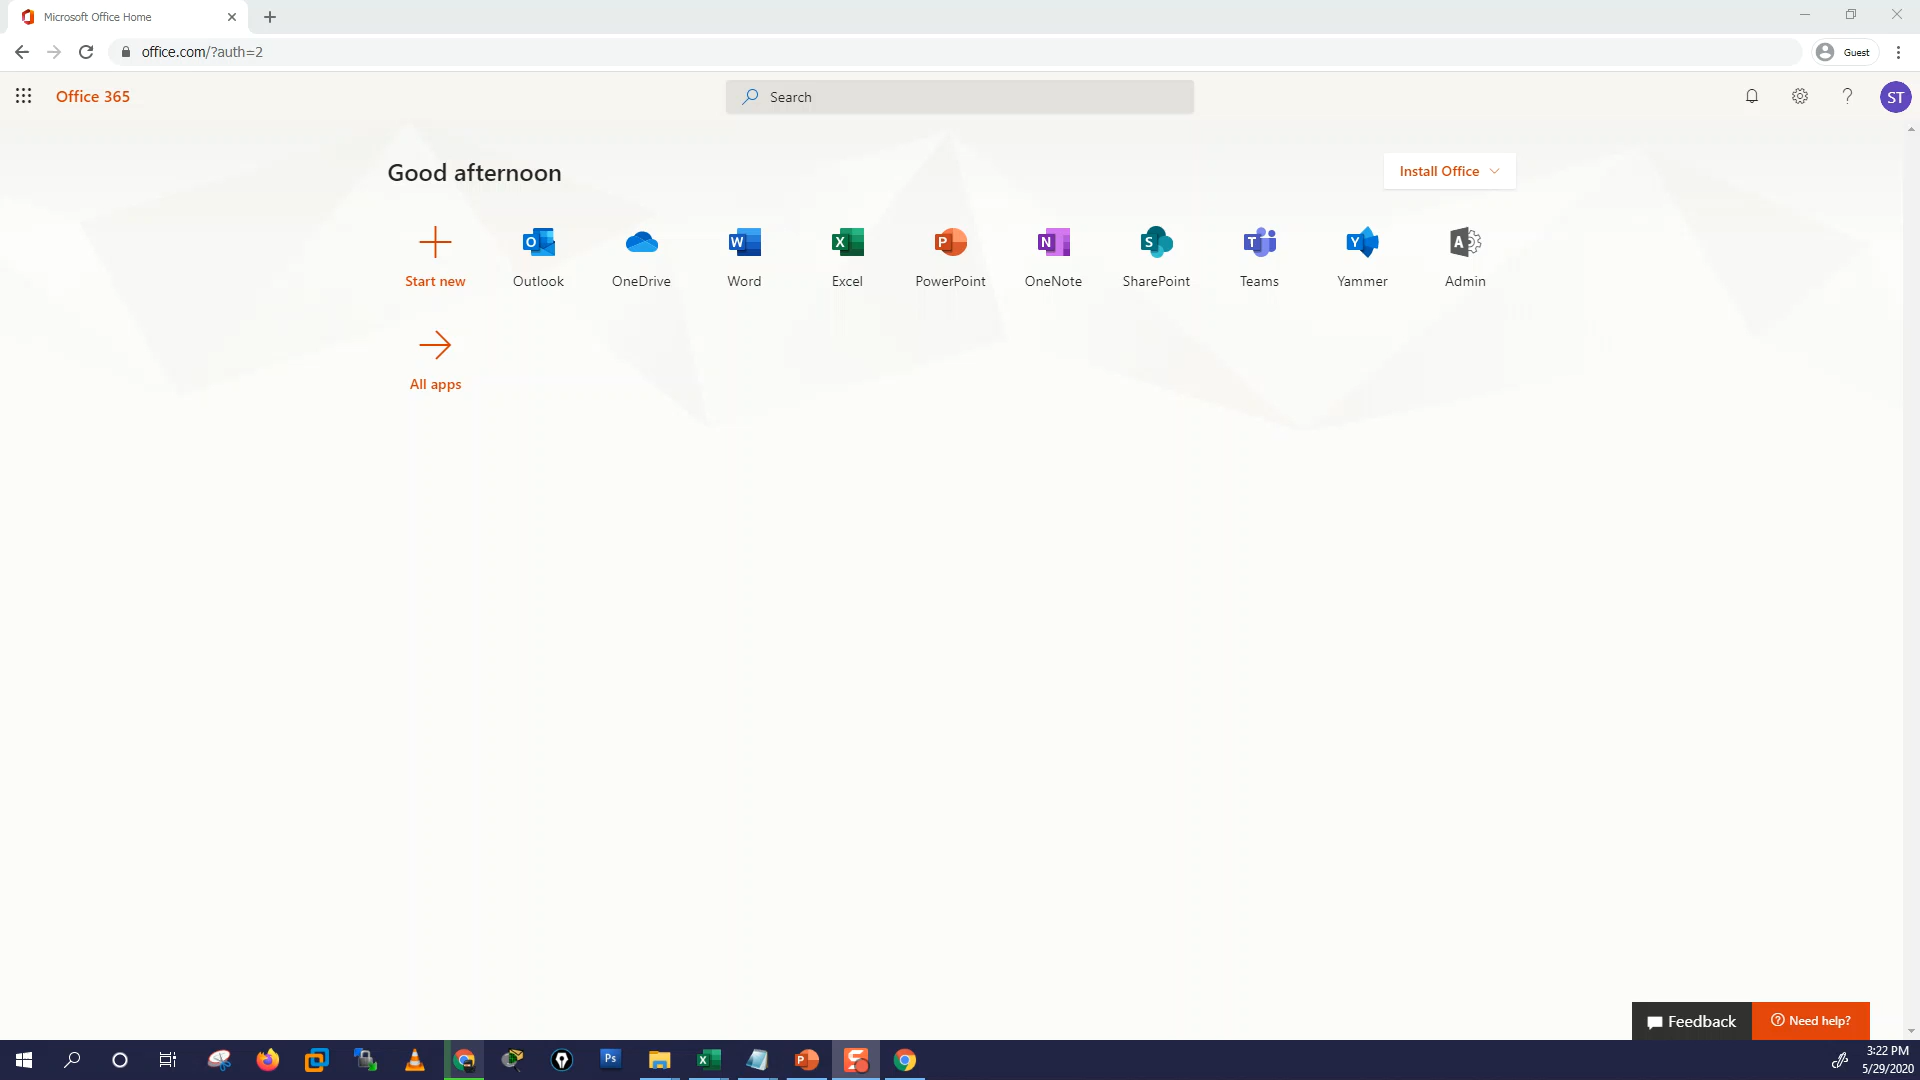 Microsoft Office Home
office.com/?auth=2
Guest
Office 365
Search
ST
Good afternoon
Install Office
Start new
Outlook
OneDrive
Word
Excel
PowerPoint
OneNote
SharePoint
Teams
Yammer
Admin
All apps
Feedback
Need help?
3:22 PM
5/29/2020